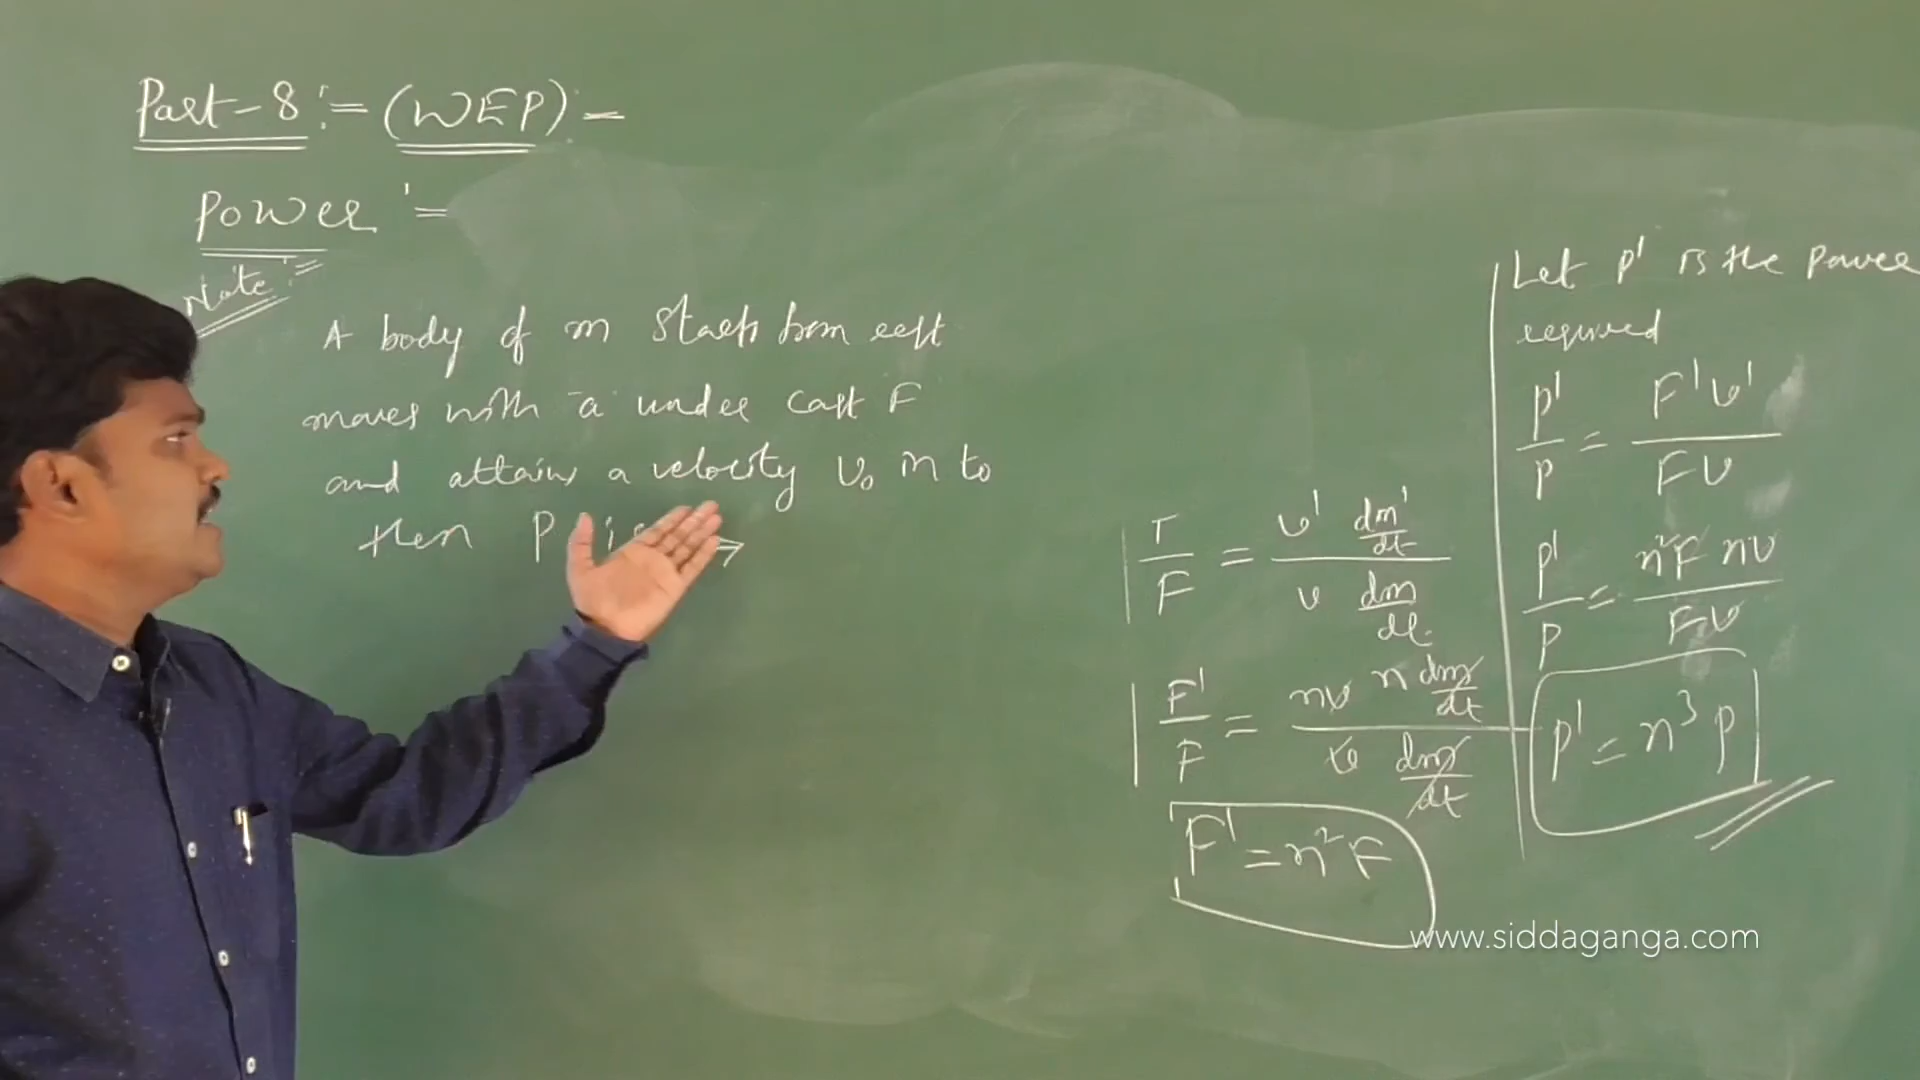 Part-8 :- (WEP) :-
Power :-
Note :-
A body of m starts from rest
moves with a under const F
and attains a velocity v₀ in t₀
then P
T/F = v' dm'/dt / v dm/dt
F'/F = nv n dm/dt / v dm/dt
F' = n²F
Let p' is the power
required
p'/p = F'v'/Fv
p'/p = n²F nv/Fv
p' = n³p
www.siddaganga.com